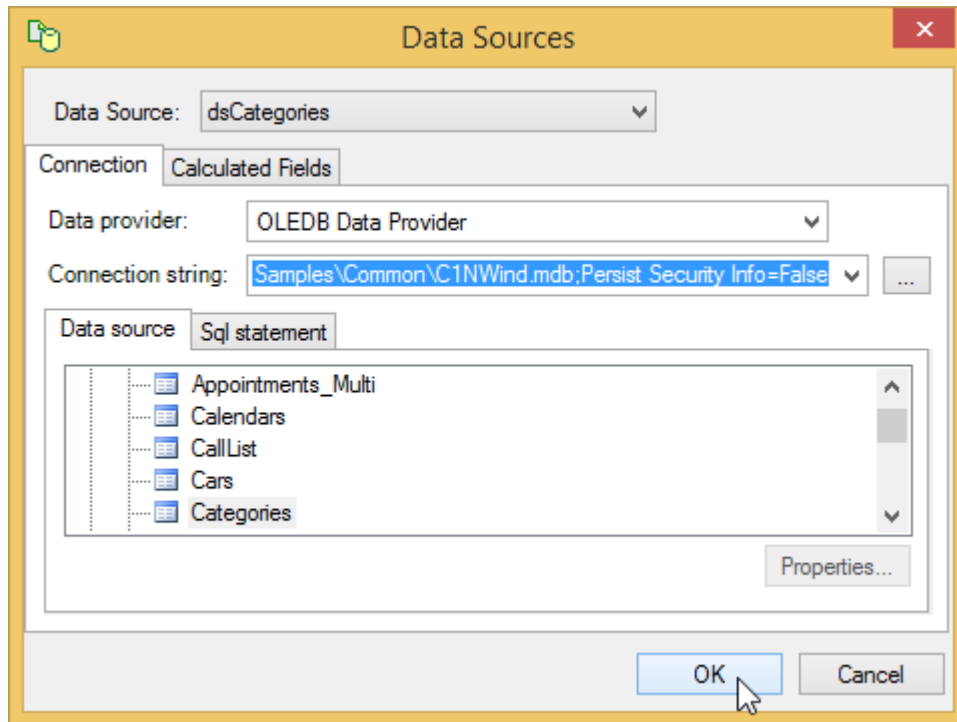 Data Sources
Data Source: dsCategories
Connection Calculated Fields
Data provider: OLEDB Data Provider
Connection string: Samples\Common\C1NWind.mdb;Persist Security Info=False ...
Data source Sql statement
Appointments_Multi
Calendars
CallList
Cars
Categories
Properties...
OK Cancel